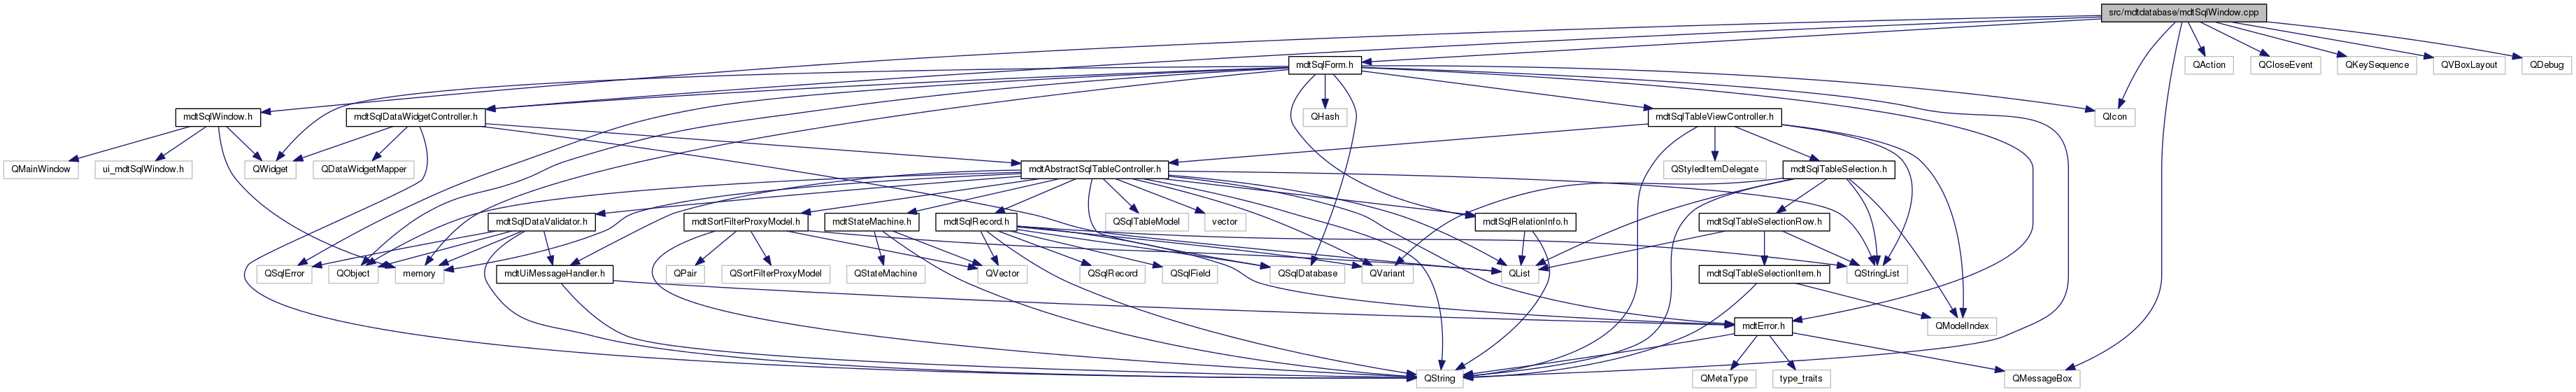 src/mdtdatabase/mdtSqlWindow.cpp
mdtSqlForm.h
QAction
QCloseEvent
QKeySequence
QVBoxLayout
QDebug
mdtSqlWindow.h
mdtSqlDataWidgetController.h
QHash
mdtSqlTableViewController.h
QIcon
QMainWindow
ui_mdtSqlWindow.h
QWidget
QDataWidgetMapper
mdtAbstractSqlTableController.h
QStyledItemDelegate
mdtSqlTableSelection.h
mdtSqlDataValidator.h
mdtSortFilterProxyModel.h
mdtStateMachine.h
mdtSqlRecord.h
QSqlTableModel
vector
mdtSqlRelationInfo.h
mdtSqlTableSelectionRow.h
QSqlError
QObject
memory
mdtUiMessageHandler.h
QPair
QSortFilterProxyModel
QStateMachine
QVector
QSqlRecord
QSqlField
QSqlDatabase
QVariant
QList
mdtSqlTableSelectionItem.h
QStringList
mdtError.h
QModelIndex
QString
QMetaType
type_traits
QMessageBox